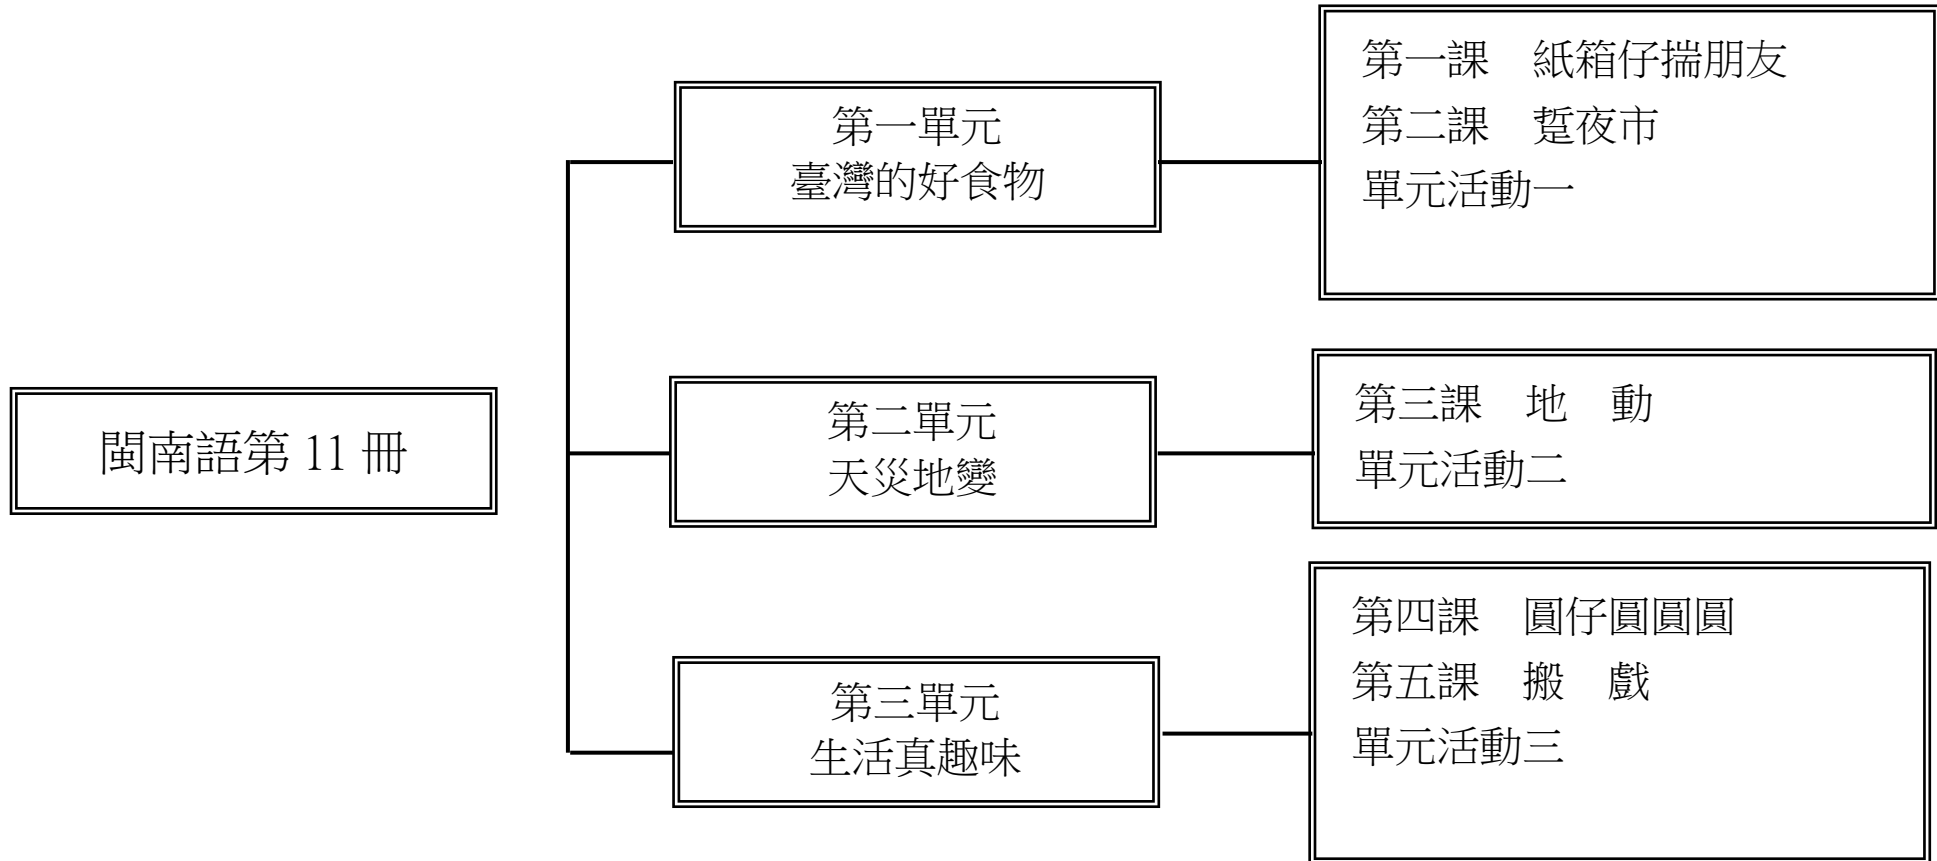 閩南語第 11 冊
第一單元
臺灣的好食物
第一課　紙箱仔揣朋友
第二課　踅夜市
單元活動一
第二單元
天災地變
第三課　地　動
單元活動二
第三單元
生活真趣味
第四課　圓仔圓圓圓
第五課　搬　戲
單元活動三